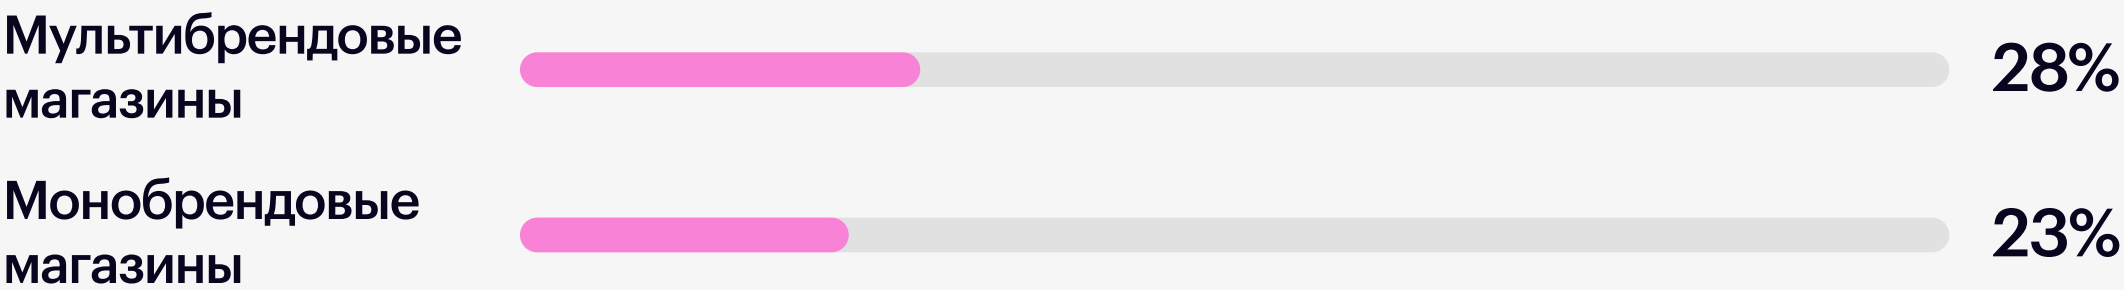 Мультибрендовые
магазины
28%
Монобрендовые
магазины
23%